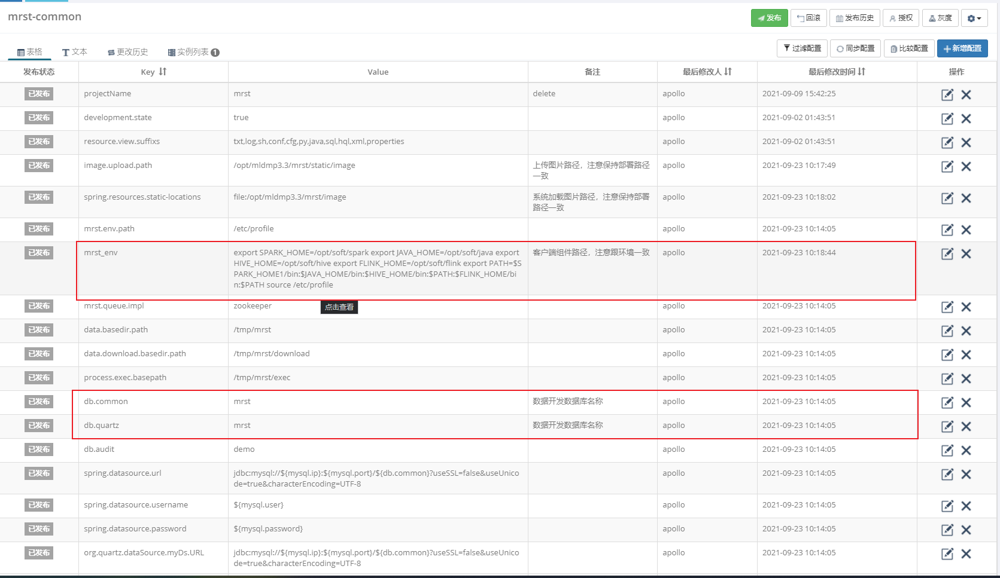 mrst-common
发布
回滚
发布历史
授权
灰度
表格
文本
更改历史
实例列表 1
过滤配置
同步配置
比较配置
新增配置
发布状态 Key Value 备注 最后修改人 最后修改时间 操作
已发布 projectName mrst delete apollo 2021-09-09 15:42:25
已发布 development.state true apollo 2021-09-02 01:43:51
已发布 resource.view.suffixs txt,log,sh,conf,cfg,py,java,sql,hql,xml,properties apollo 2021-09-02 01:43:51
已发布 image.upload.path /opt/mldmp3.3/mrst/static/image 上传图片路径，注意保持部署路径 apollo 2021-09-23 10:17:49
一致
已发布 spring.resources.static-locations file:/opt/mldmp3.3/mrst/image 系统加载图片路径，注意保持部署 apollo 2021-09-23 10:18:02
路径一致
已发布 mrst.env.path /etc/profile apollo 2021-09-23 10:14:05
已发布 mrst_env export SPARK_HOME=/opt/soft/spark export JAVA_HOME=/opt/soft/java export 客户端组件路径，注意跟环境一致 apollo 2021-09-23 10:18:44
HIVE_HOME=/opt/soft/hive export FLINK_HOME=/opt/soft/flink export PATH=$S
PARK_HOME1/bin:$JAVA_HOME/bin:$HIVE_HOME/bin:$PATH:$FLINK_HOME/bi
n:$PATH source /etc/profile
已发布 mrst.queue.impl zookeeper 点击查看 apollo 2021-09-23 10:14:05
已发布 data.basedir.path /tmp/mrst apollo 2021-09-23 10:14:05
已发布 data.download.basedir.path /tmp/mrst/download apollo 2021-09-23 10:14:05
已发布 process.exec.basepath /tmp/mrst/exec apollo 2021-09-23 10:14:05
已发布 db.common mrst 数据开发数据库名称 apollo 2021-09-23 10:14:05
已发布 db.quartz mrst 数据开发数据库名称 apollo 2021-09-23 10:14:05
已发布 db.audit demo apollo 2021-09-23 10:14:05
已发布 spring.datasource.url jdbc:mysql://${mysql.ip}:${mysql.port}/${db.common}?useSSL=false&useUnico apollo 2021-09-23 10:14:05
de=true&characterEncoding=UTF-8
已发布 spring.datasource.username ${mysql.user} apollo 2021-09-23 10:14:05
已发布 spring.datasource.password ${mysql.password} apollo 2021-09-23 10:14:05
已发布 org.quartz.dataSource.myDs.URL jdbc:mysql://${mysql.ip}:${mysql.port}/${db.common}?useSSL=false&useUnico apollo 2021-09-23 10:14:05
de=true&characterEncoding=UTF-8